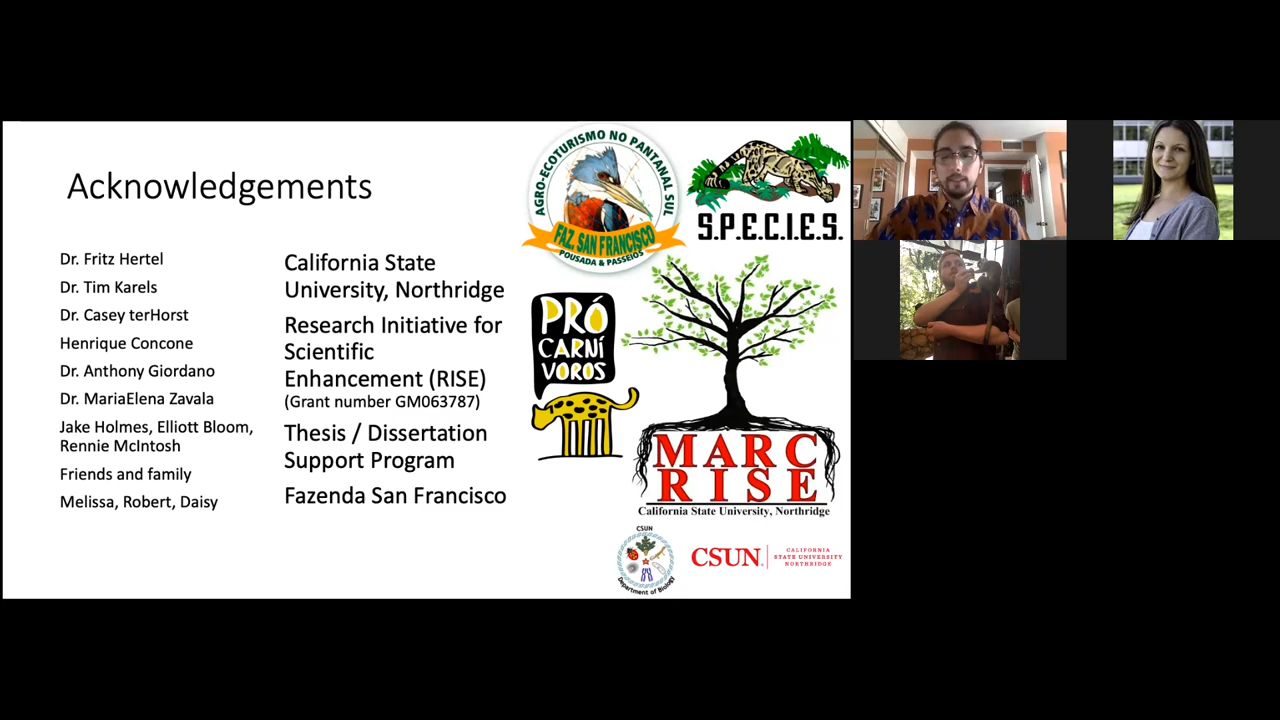 Acknowledgements
Dr. Fritz Hertel
Dr. Tim Karels
Dr. Casey terHorst
Henrique Concone
Dr. Anthony Giordano
Dr. MariaElena Zavala
Jake Holmes, Elliott Bloom,
Rennie McIntosh
Friends and family
Melissa, Robert, Daisy
California State
University, Northridge
Research Initiative for
Scientific
Enhancement (RISE)
(Grant number GM063787)
Thesis / Dissertation
Support Program
Fazenda San Francisco
AGRO-ECOTURISMO NO PANTANAL SUL
FAZ. SAN FRANCISCO
POUSADA & PASSEIOS
S.P.E.C.I.E.S.
PRÓ
CARNÍ
VOROS
MARC
RISE
California State University, Northridge
CSUN
Department of Biology
CSUN.
CALIFORNIA
STATE UNIVERSITY
NORTHRIDGE